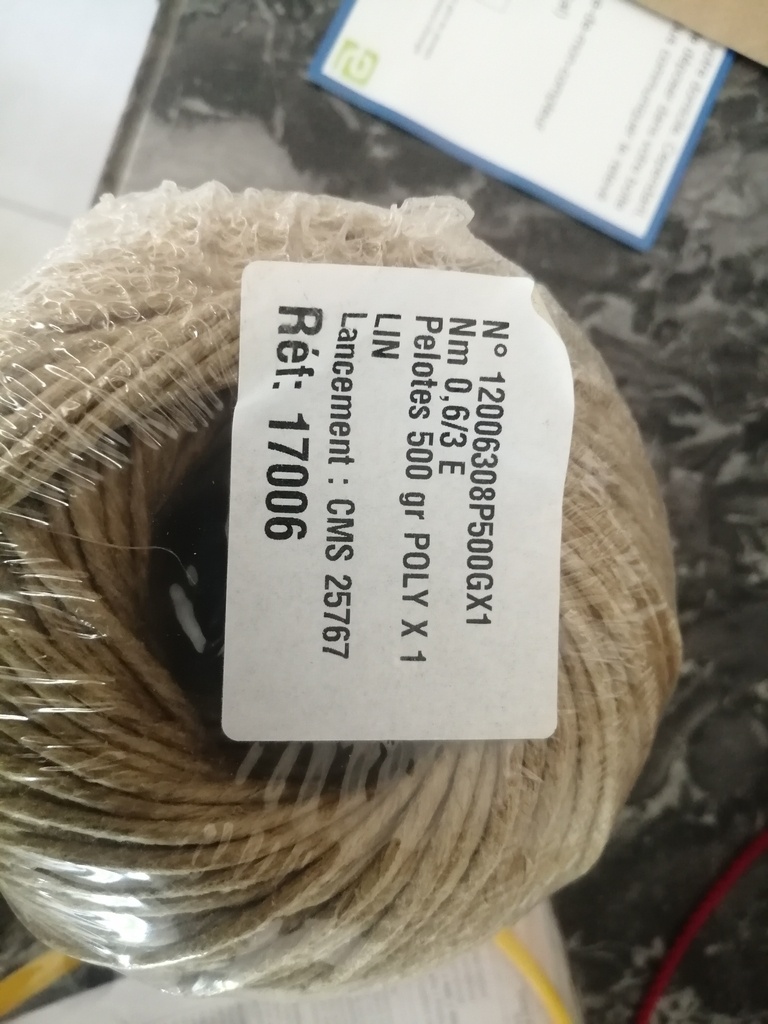 N° 12006308P500GX1
Nm 0,6/3 E
Pelotes 500 gr POLY X 1
LIN
Lancement : CMS 25767
Réf: 17006